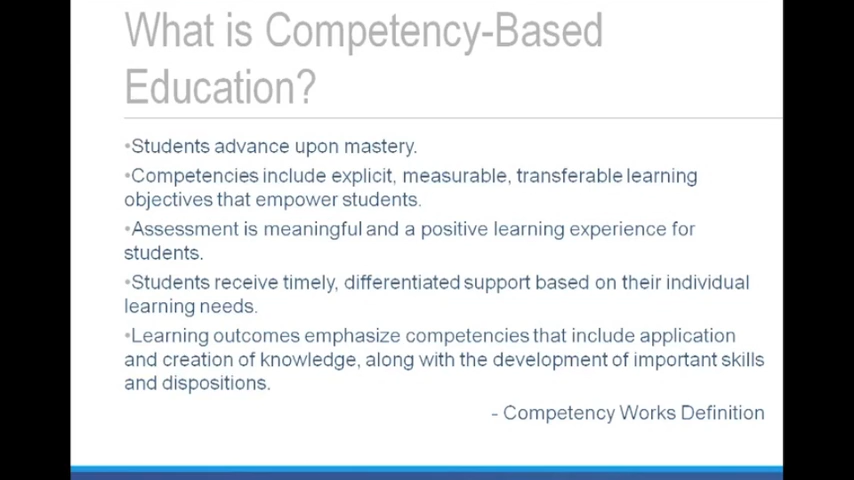 What is Competency-Based
Education?
•Students advance upon mastery.
•Competencies include explicit, measurable, transferable learning
objectives that empower students.
•Assessment is meaningful and a positive learning experience for
students.
•Students receive timely, differentiated support based on their individual
learning needs.
•Learning outcomes emphasize competencies that include application
and creation of knowledge, along with the development of important skills
and dispositions.
- Competency Works Definition